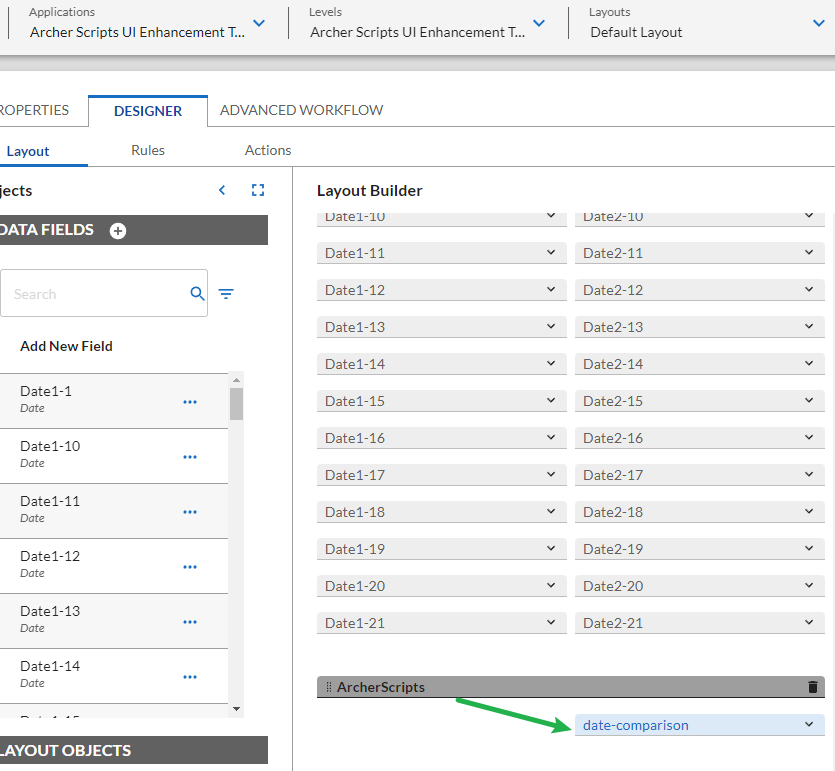 Applications
Levels
Layouts
Archer Scripts UI Enhancement T...
Archer Scripts UI Enhancement T...
Default Layout
ROPERTIES
DESIGNER
ADVANCED WORKFLOW
Layout
Rules
Actions
jects
DATA FIELDS
Search
Add New Field
Date1-1
Date
Date1-10
Date
Date1-11
Date
Date1-12
Date
Date1-13
Date
Date1-14
Date
Date1-15
LAYOUT OBJECTS
Layout Builder
Date1-10
Date2-10
Date1-11
Date2-11
Date1-12
Date2-12
Date1-13
Date2-13
Date1-14
Date2-14
Date1-15
Date2-15
Date1-16
Date2-16
Date1-17
Date2-17
Date1-18
Date2-18
Date1-19
Date2-19
Date1-20
Date2-20
Date1-21
Date2-21
ArcherScripts
date-comparison